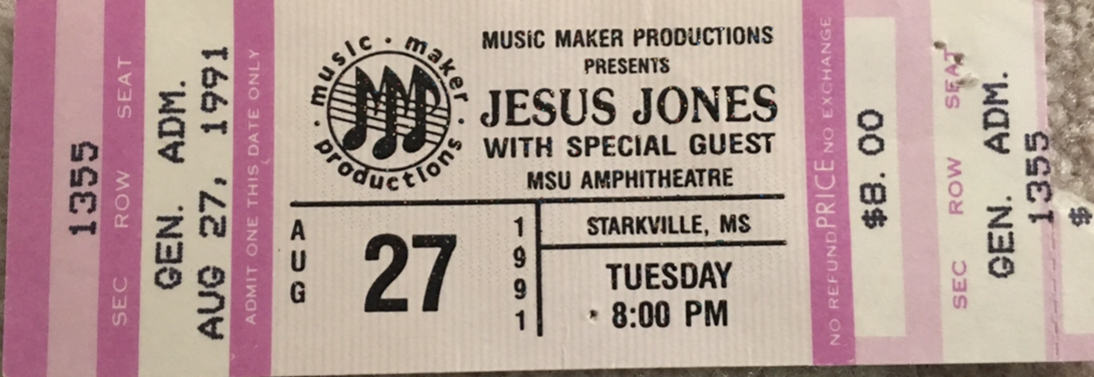 1355
SEC ROW SEAT
GEN. ADM.
AUG 27, 1991
ADMIT ONE THIS DATE ONLY
music · maker
· productions ·
MUSIC MAKER PRODUCTIONS
PRESENTS
JESUS JONES
WITH SPECIAL GUEST
MSU AMPHITHEATRE
AUG
27
1991
STARKVILLE, MS
TUESDAY
8:00 PM
NO REFUND PRICE NO EXCHANGE
$8.00
SEC ROW SEAT
GEN. ADM.
1355
$